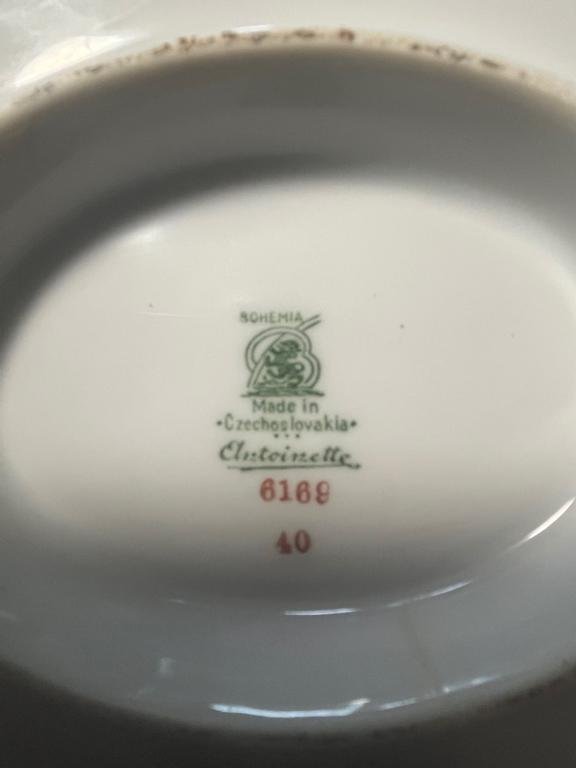 BOHEMIA
B
Made in
•Czechoslovakia•
•••
Antoinette
6169
40